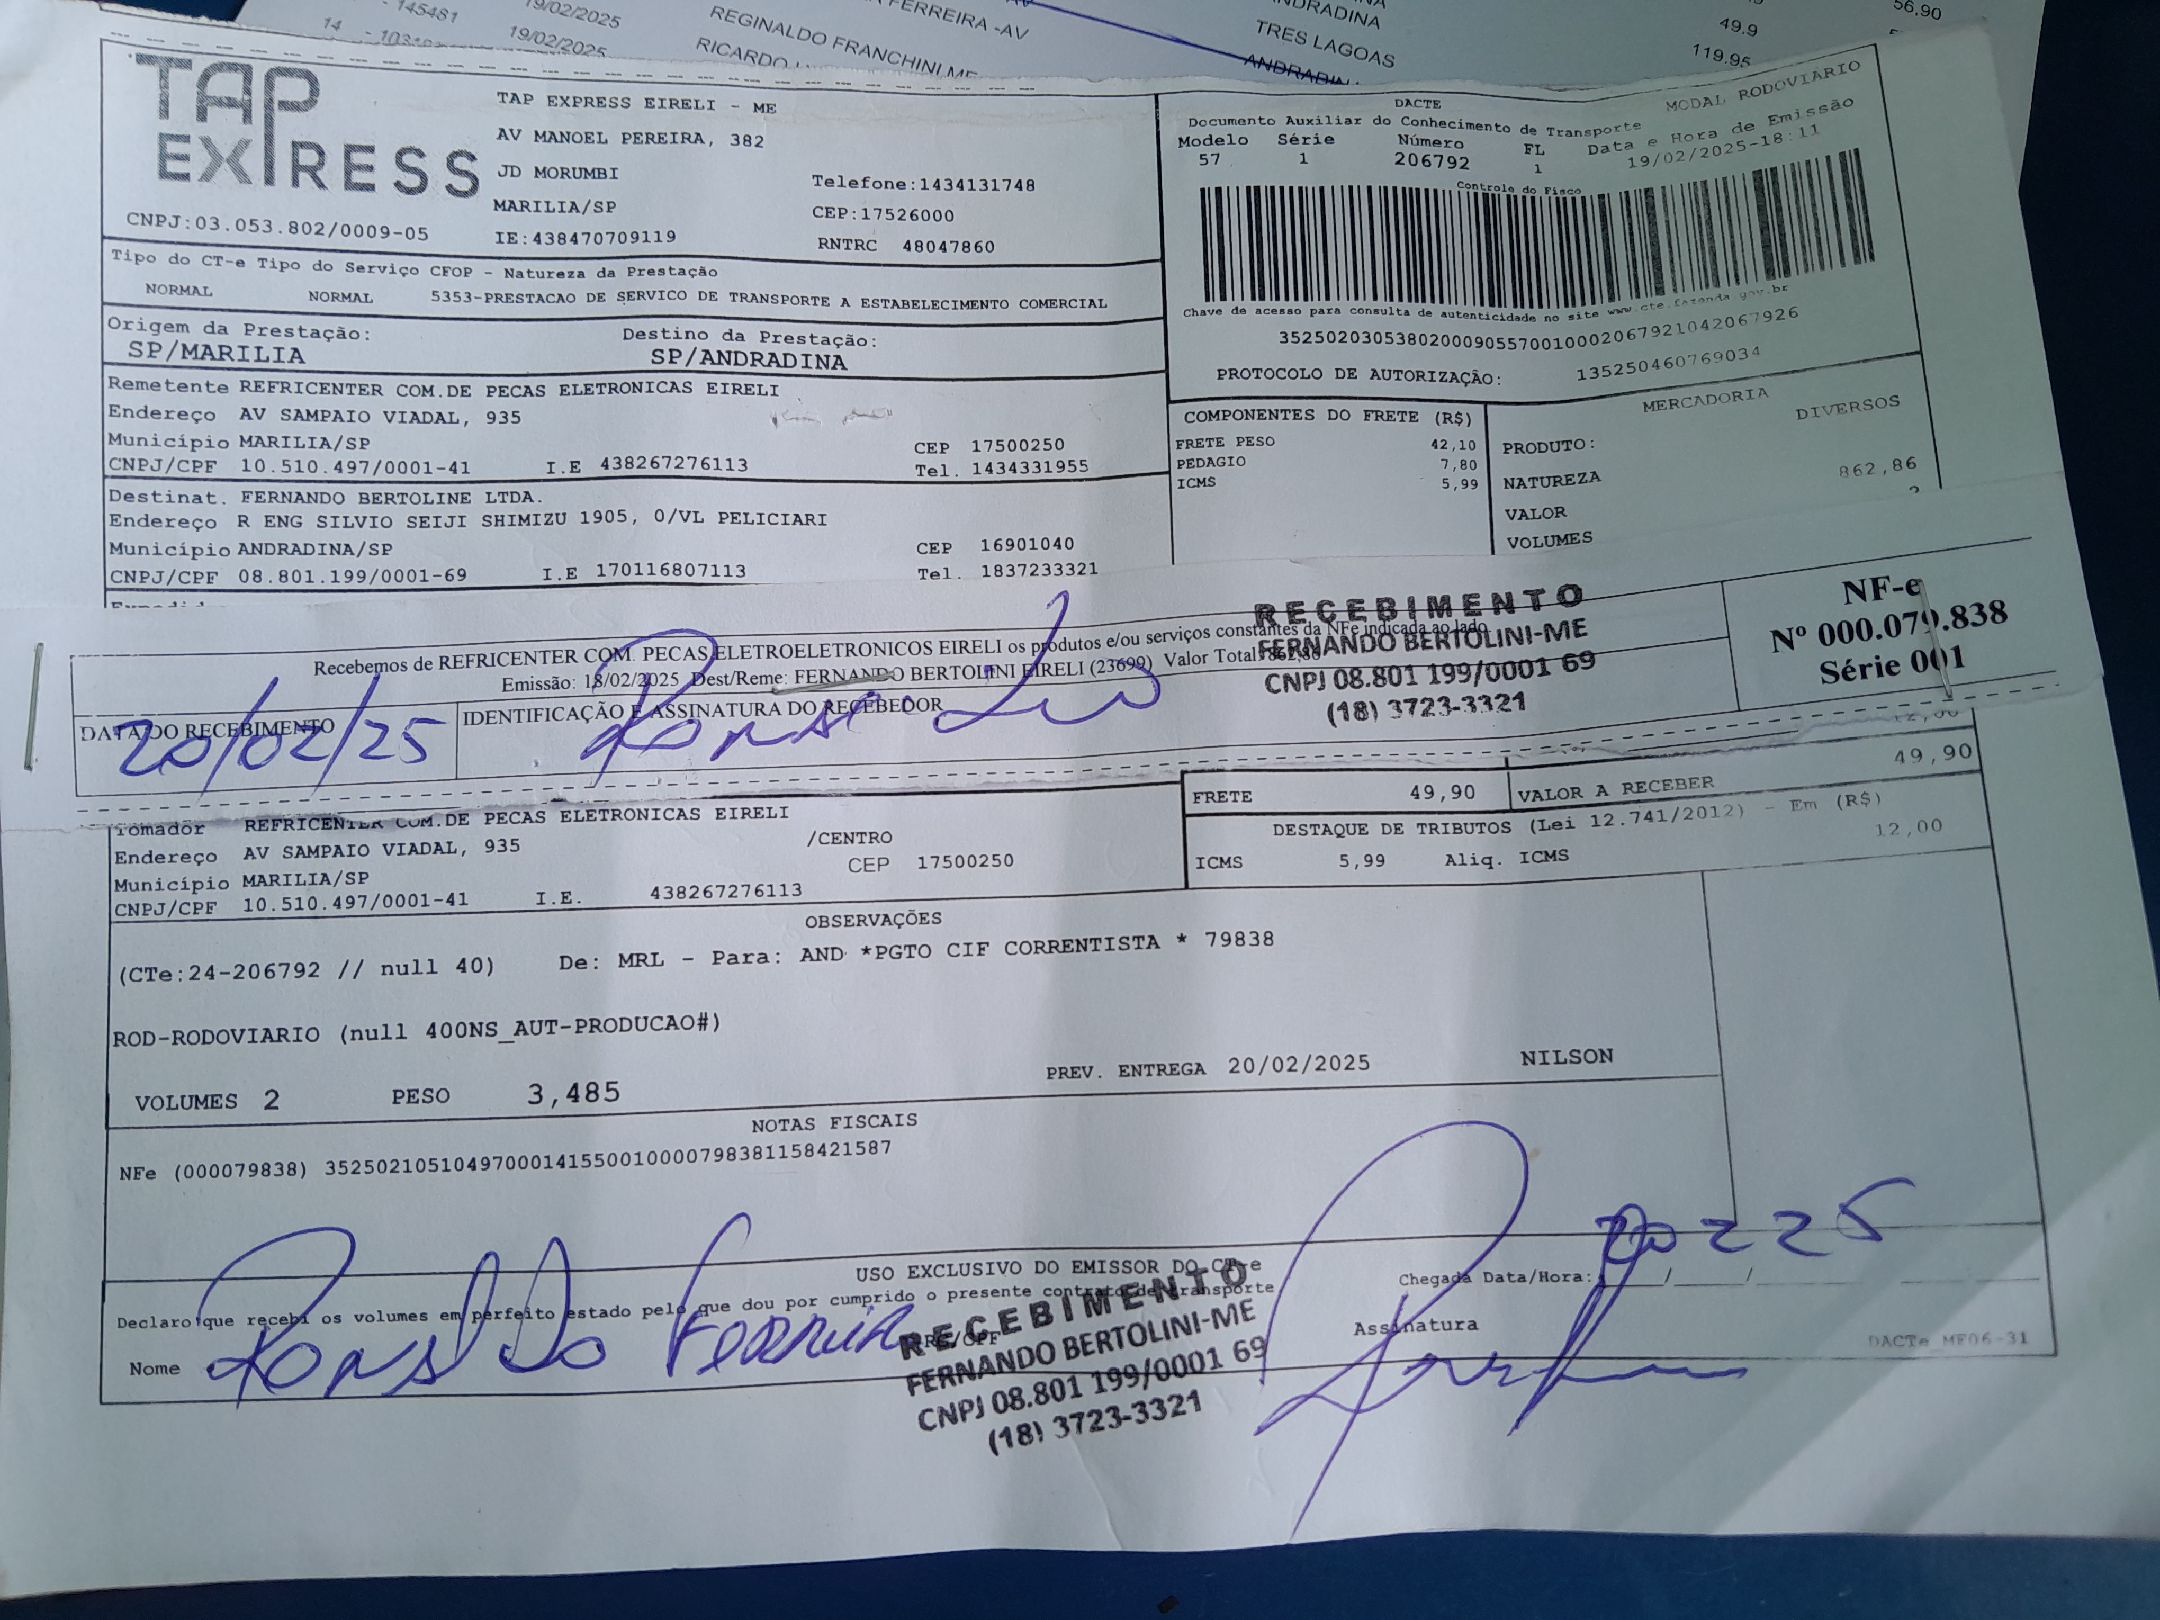 - 145481 19/02/2025 REGINALDO FRANCHINI ME TRES LAGOAS 49.9 56.90
14 19/02/2025 RICARDO 119.95
FERREIRA -AV
TAP EXPRESS
CNPJ:03.053.802/0009-05
TAP EXPRESS EIRELI - ME
AV MANOEL PEREIRA, 382
JD MORUMBI
MARILIA/SP
IE:438470709119
Telefone:1434131748
CEP:17526000
RNTRC 48047860
DACTE
MODAL RODOVIARIO
Documento Auxiliar do Conhecimento de Transporte
Modelo Série Número FL Data e Hora de Emissão
57 1 206792 1 19/02/2025-18:11
Controle do Fisco
Chave de acesso para consulta de autenticidade no site www.cte.fazenda.gov.br
35250203053802000905570010002067921042067926
PROTOCOLO DE AUTORIZAÇÃO: 135250460769034
Tipo do CT-e Tipo do Serviço CFOP - Natureza da Prestação
NORMAL NORMAL 5353-PRESTACAO DE SERVICO DE TRANSPORTE A ESTABELECIMENTO COMERCIAL
Origem da Prestação: Destino da Prestação:
SP/MARILIA SP/ANDRADINA
Remetente REFRICENTER COM.DE PECAS ELETRONICAS EIRELI
Endereço AV SAMPAIO VIADAL, 935
Município MARILIA/SP CEP 17500250
CNPJ/CPF 10.510.497/0001-41 I.E 438267276113 Tel. 1434331955
Destinat. FERNANDO BERTOLINE LTDA.
Endereço R ENG SILVIO SEIJI SHIMIZU 1905, 0/VL PELICIARI
Município ANDRADINA/SP CEP 16901040
CNPJ/CPF 08.801.199/0001-69 I.E 170116807113 Tel. 1837233321
COMPONENTES DO FRETE (R$)
FRETE PESO 42,10
PEDAGIO 7,80
ICMS 5,99
MERCADORIA
PRODUTO: DIVERSOS
NATUREZA 862,86
VALOR
VOLUMES
Recebemos de REFRICENTER COM. PECAS ELETROELETRONICOS EIRELI os produtos e/ou serviços constantes da NFe indicada ao lado
Emissão: 18/02/2025 Dest/Reme: FERNANDO BERTOLINI EIRELI (23699) Valor Total: 862,86
DATA DO RECEBIMENTO IDENTIFICAÇÃO E ASSINATURA DO RECEBEDOR
20/02/25
RECEBIMENTO
FERNANDO BERTOLINI-ME
CNPJ 08.801 199/0001 69
(18) 3723-3321
NF-e
Nº 000.079.838
Série 001
FRETE 49,90 VALOR A RECEBER 49,90
DESTAQUE DE TRIBUTOS (Lei 12.741/2012) - Em (R$)
ICMS 5,99 Aliq. ICMS 12,00
Tomador REFRICENTER COM.DE PECAS ELETRONICAS EIRELI
Endereço AV SAMPAIO VIADAL, 935 /CENTRO
Município MARILIA/SP CEP 17500250
CNPJ/CPF 10.510.497/0001-41 I.E. 438267276113
OBSERVAÇÕES
(CTe:24-206792 // null 40) De: MRL - Para: AND *PGTO CIF CORRENTISTA * 79838
ROD-RODOVIARIO (null 400NS_AUT-PRODUCAO#)
VOLUMES 2 PESO 3,485 PREV. ENTREGA 20/02/2025 NILSON
NOTAS FISCAIS
NFe (000079838) 35250210510497000141550010000798381158421587
USO EXCLUSIVO DO EMISSOR DO CT-e
Declaro que recebi os volumes em perfeito estado pelo que dou por cumprido o presente contrato de transporte
Chegada Data/Hora: / / 20 2 25
Nome Ronaldo Ferreira RG/CPF Assinatura
RECEBIMENTO
FERNANDO BERTOLINI-ME
CNPJ 08.801 199/0001 69
(18) 3723-3321
DACTe_MF06-31